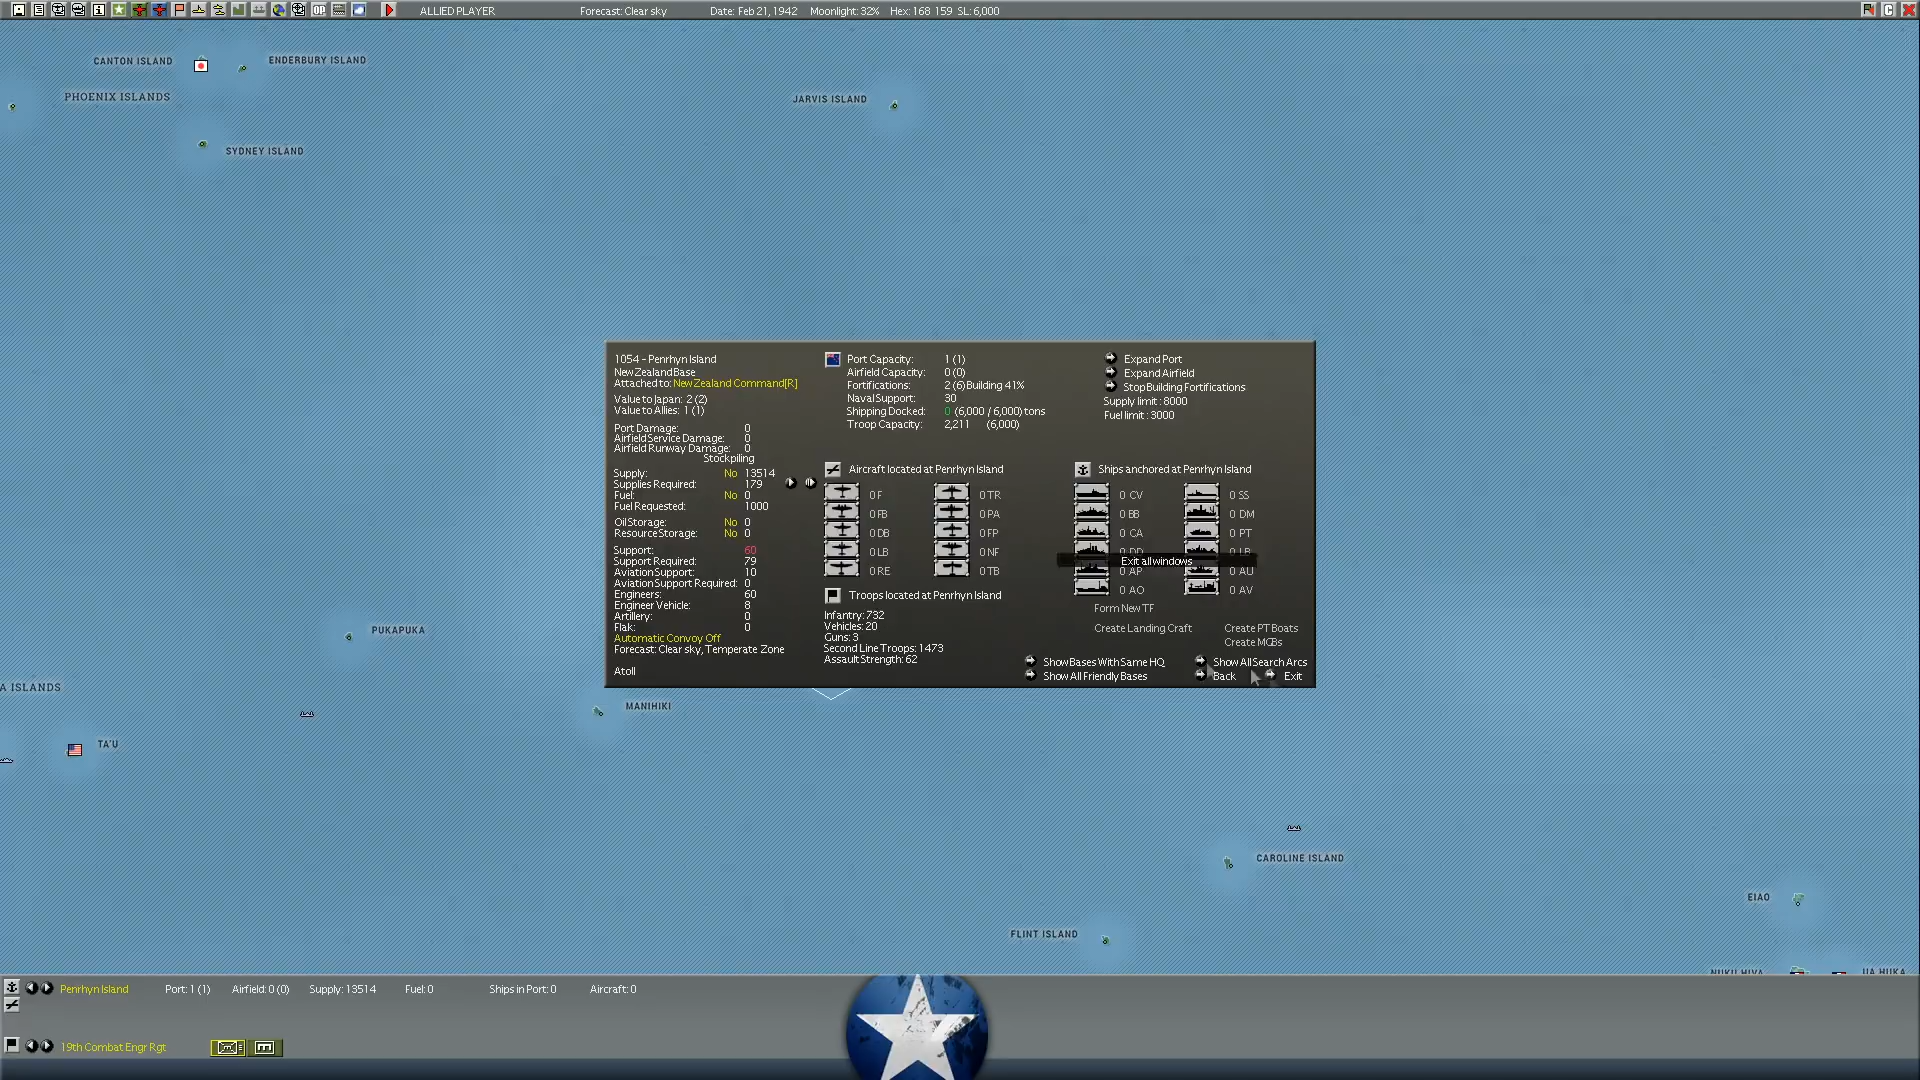 ALLIED PLAYER Forecast: Clear sky Date: Feb 21, 1942 Moonlight: 32% Hex: 168 159 SL: 6,000
CANTON ISLAND
ENDERBURY ISLAND
PHOENIX ISLANDS
JARVIS ISLAND
SYDNEY ISLAND
1054 - Penrhyn Island
New Zealand Base
Attached to: New Zealand Command[R]
Value to Japan: 2 (2)
Value to Allies: 1 (1)
Port Damage: 0
Airfield Service Damage: 0
Airfield Runway Damage: 0
Stockpiling
Supply: No 13514
Supplies Required: 179
Fuel: No 0
Fuel Requested: 1000
Oil Storage: No 0
Resource Storage: No 0
Support: 60
Support Required: 79
Aviation Support: 10
Aviation Support Required: 0
Engineers: 60
Engineer Vehicle: 8
Artillery: 0
Flak: 0
Automatic Convoy Off
Forecast: Clear sky, Temperate Zone
Atoll
Port Capacity: 1 (1)
Airfield Capacity: 0 (0)
Fortifications: 2 (6) Building 41%
Naval Support: 30
Shipping Docked: 0 (6,000 / 6,000) tons
Troop Capacity: 2,211 (6,000)
Expand Port
Expand Airfield
Stop Building Fortifications
Supply limit : 8000
Fuel limit : 3000
Aircraft located at Penrhyn Island
0 F 0 TR
0 FB 0 PA
0 DB 0 FP
0 LB 0 NF
0 RE 0 TB
Troops located at Penrhyn Island
Infantry: 732
Vehicles: 20
Guns: 3
Second Line Troops: 1473
Assault Strength: 62
Ships anchored at Penrhyn Island
0 CV 0 SS
0 BB 0 DM
0 CA 0 PT
0 DD 0 LB
Exit all windows
0 AP 0 AU
0 AO 0 AV
Form New TF
Create Landing Craft Create PT Boats
Create MGBs
Show Bases With Same HQ Show All Search Arcs
Show All Friendly Bases Back Exit
PUKAPUKA
A ISLANDS
MANIHIKI
TA'U
CAROLINE ISLAND
EIAO
FLINT ISLAND
NUKU HIVA
UA HUKA
Penrhyn Island Port: 1 (1) Airfield: 0 (0) Supply: 13514 Fuel: 0 Ships in Port: 0 Aircraft: 0
19th Combat Engr Rgt